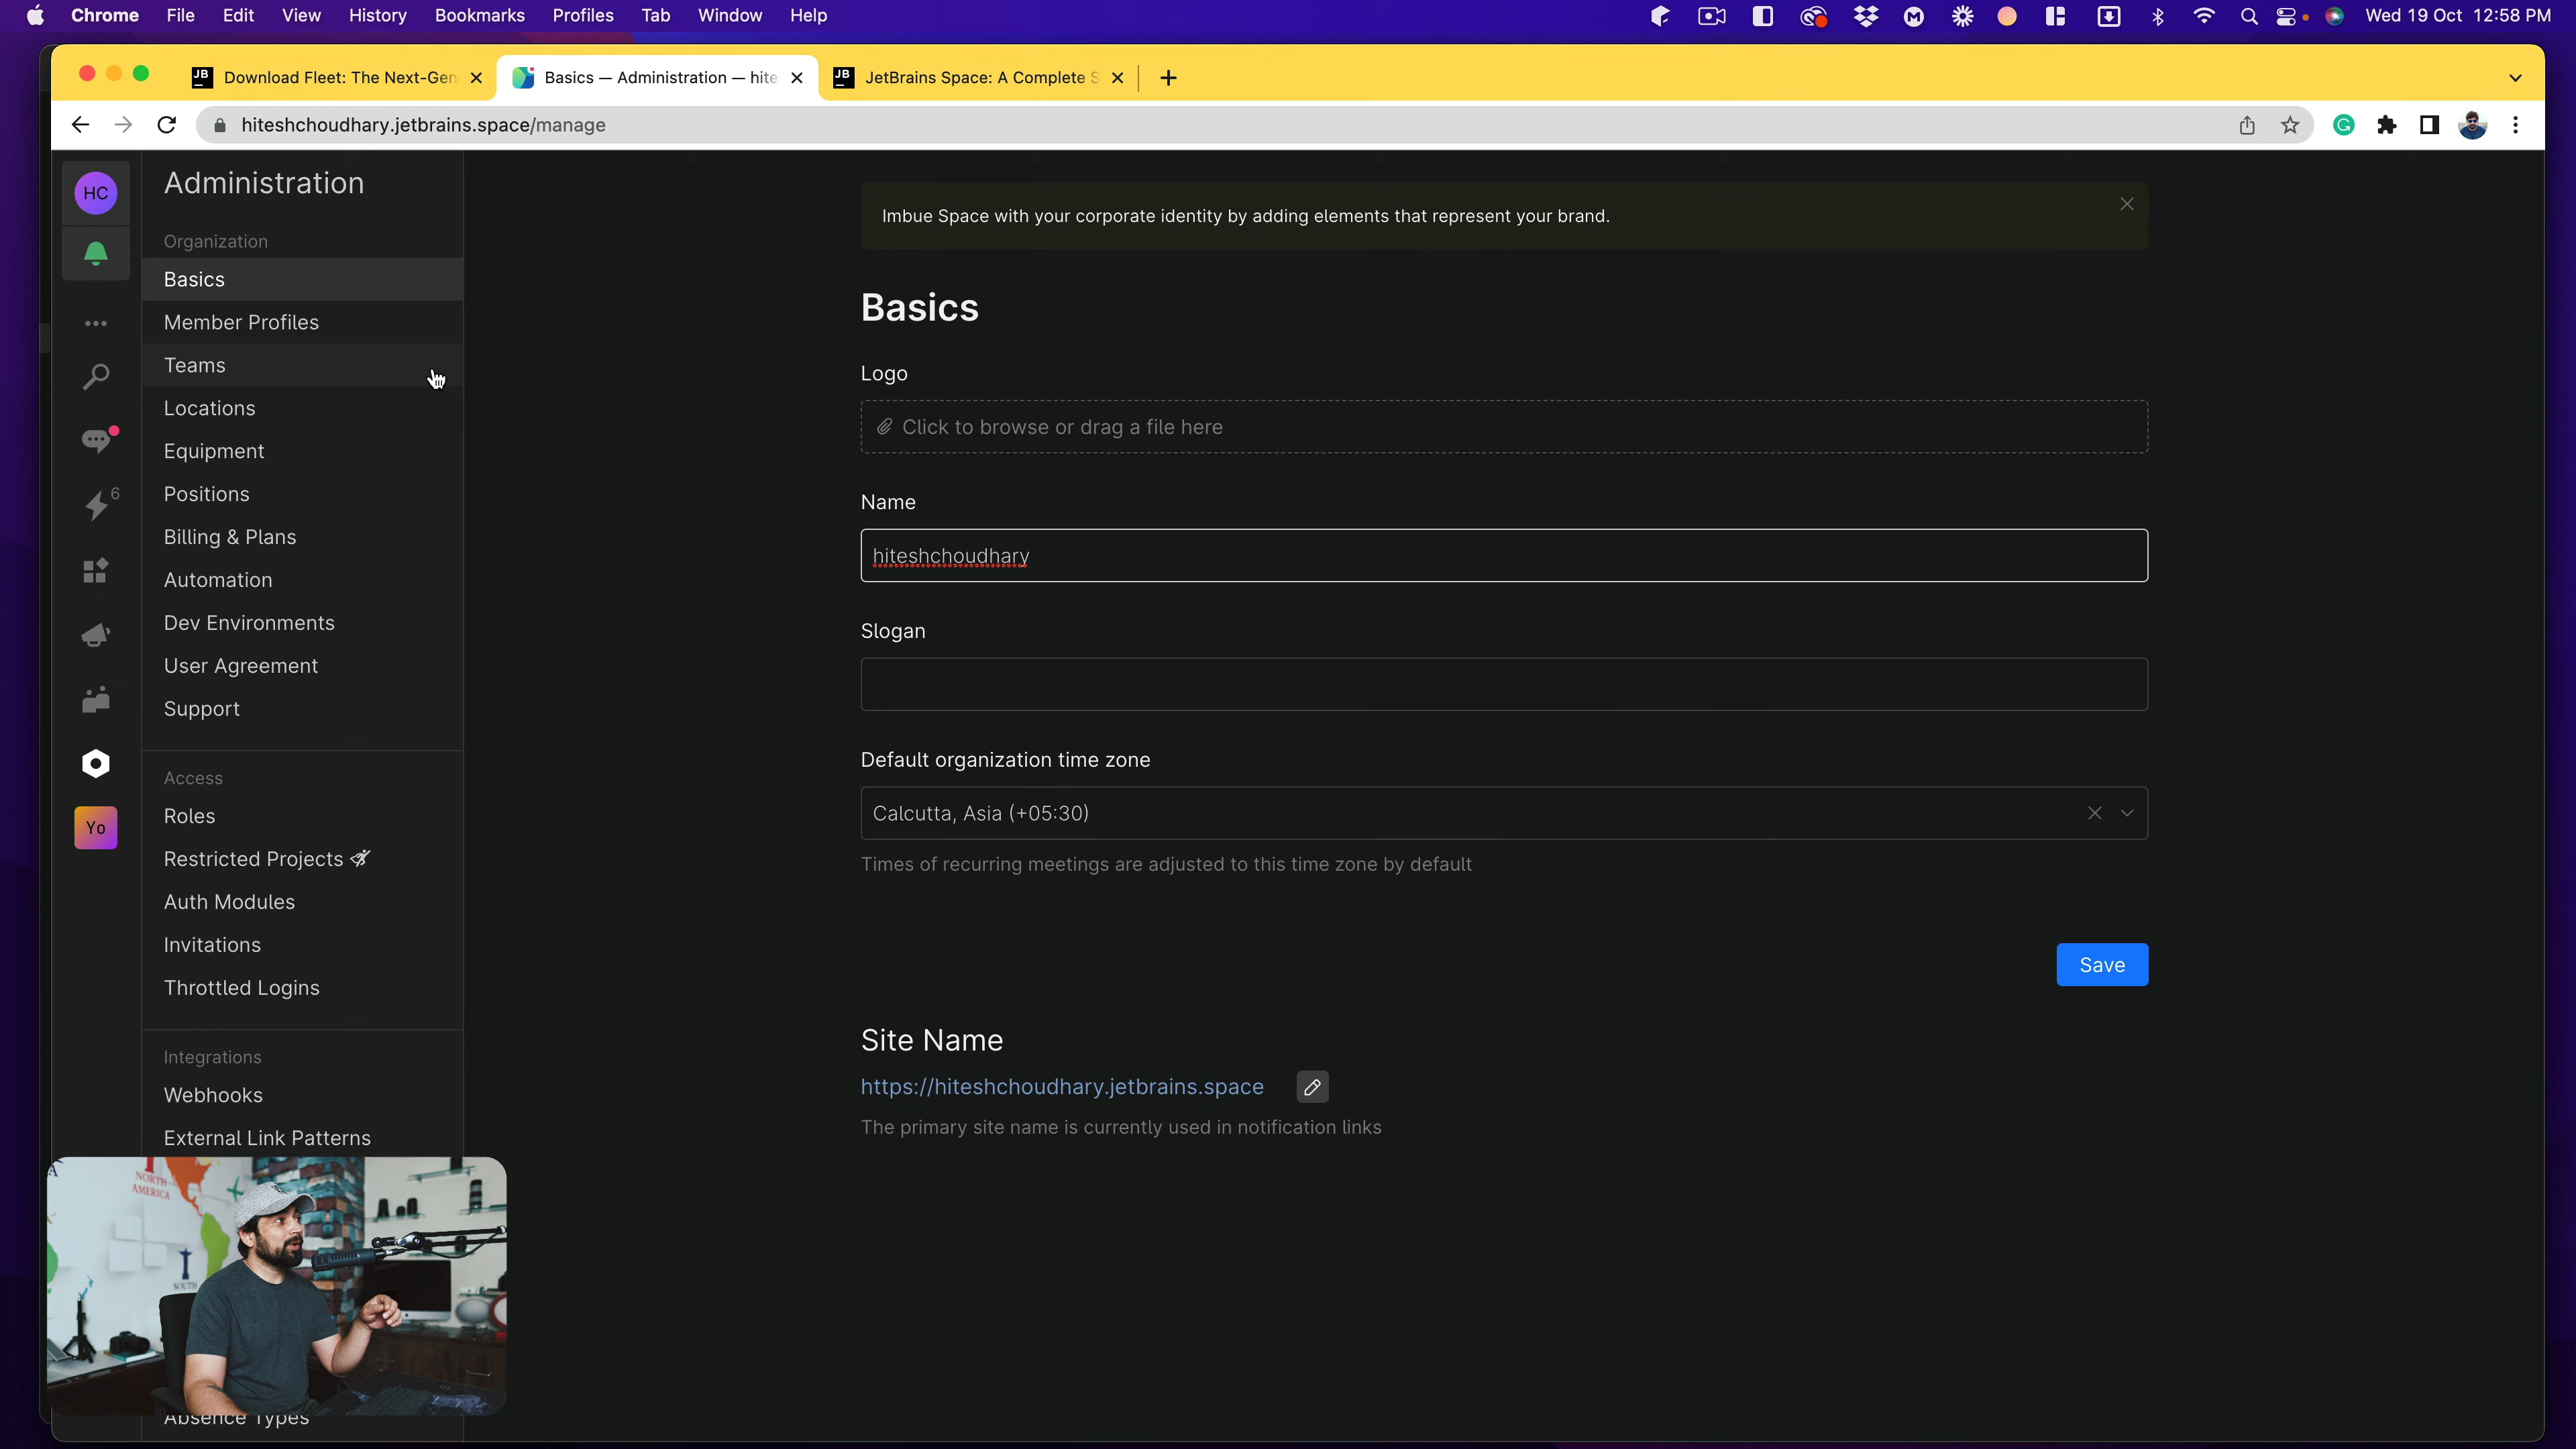 Chrome File Edit View History Bookmarks Profiles Tab Window Help
Wed 19 Oct 12:58 PM
JB Download Fleet: The Next-Gen
Basics — Administration — hite
JB JetBrains Space: A Complete S
hiteshchoudhary.jetbrains.space/manage
HC
6
Yo
Administration
Organization
Basics
Member Profiles
Teams
Locations
Equipment
Positions
Billing & Plans
Automation
Dev Environments
User Agreement
Support
Access
Roles
Restricted Projects
Auth Modules
Invitations
Throttled Logins
Integrations
Webhooks
External Link Patterns
Absence Types
Imbue Space with your corporate identity by adding elements that represent your brand.
Basics
Logo
Click to browse or drag a file here
Name
hiteshchoudhary
Slogan
Default organization time zone
Calcutta, Asia (+05:30)
Times of recurring meetings are adjusted to this time zone by default
Save
Site Name
https://hiteshchoudhary.jetbrains.space
The primary site name is currently used in notification links
NORTH
AMERICA
SOUTH